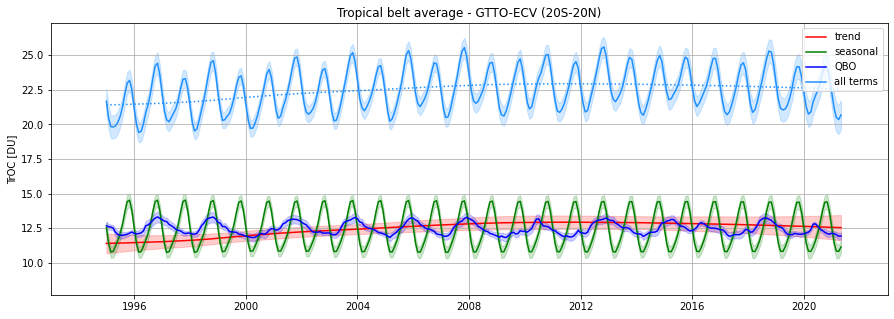 Tropical belt average - GTTO-ECV (20S-20N)
TrOC [DU]
25.0
22.5
20.0
17.5
15.0
12.5
10.0
trend
seasonal
QBO
all terms
1996 2000 2004 2008 2012 2016 2020